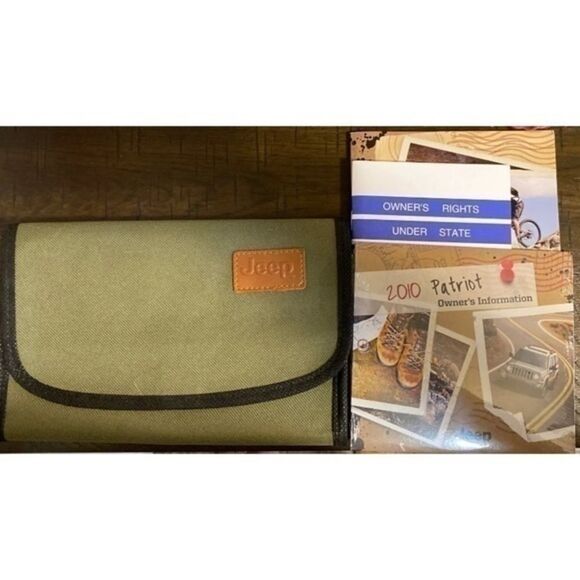 Jeep
OWNER'S RIGHTS
UNDER STATE
2010 Patriot
Owner's Information
Jeep